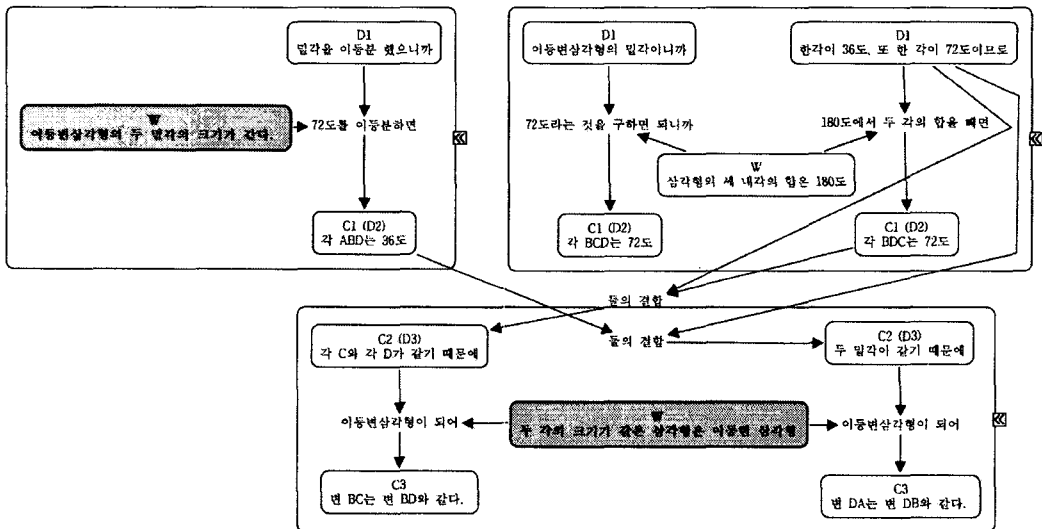 D1
밑각을 이등분 했으니까
W
이등변삼각형의 두 밑각의 크기가 같다.
72도를 이등분하면
C1 (D2)
각 ABD는 36도
D1
이등변삼각형의 밑각이니까
D1
한각이 36도, 또 한 각이 72도이므로
72도라는 것을 구하면 되니까
180도에서 두 각의 합을 빼면
W
삼각형의 세 내각의 합은 180도
C1 (D2)
각 BCD는 72도
C1 (D2)
각 BDC는 72도
둘의 결합
둘의 결합
C2 (D3)
각 C와 각 D가 같기 때문에
C2 (D3)
두 밑각이 같기 때문에
이등변삼각형이 되어
W
두 각의 크기가 같은 삼각형은 이등변 삼각형
이등변삼각형이 되어
C3
변 BC는 변 BD와 같다.
C3
변 DA는 변 DB와 같다.